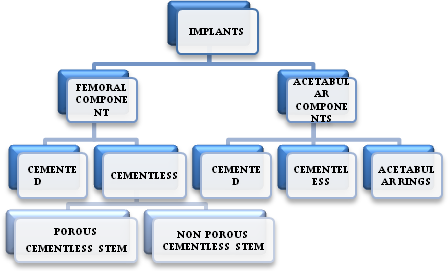 IMPLANTS
FEMORAL
COMPONE
NT
ACETABUL
AR
COMPONE
NTS
CEMENTE
D
CEMENTLESS
CEMENTE
D
CEMENTEL
ESS
ACETABUL
AR RINGS
POROUS
CEMENTLESS STEM
NON POROUS
CEMENTLESS STEM